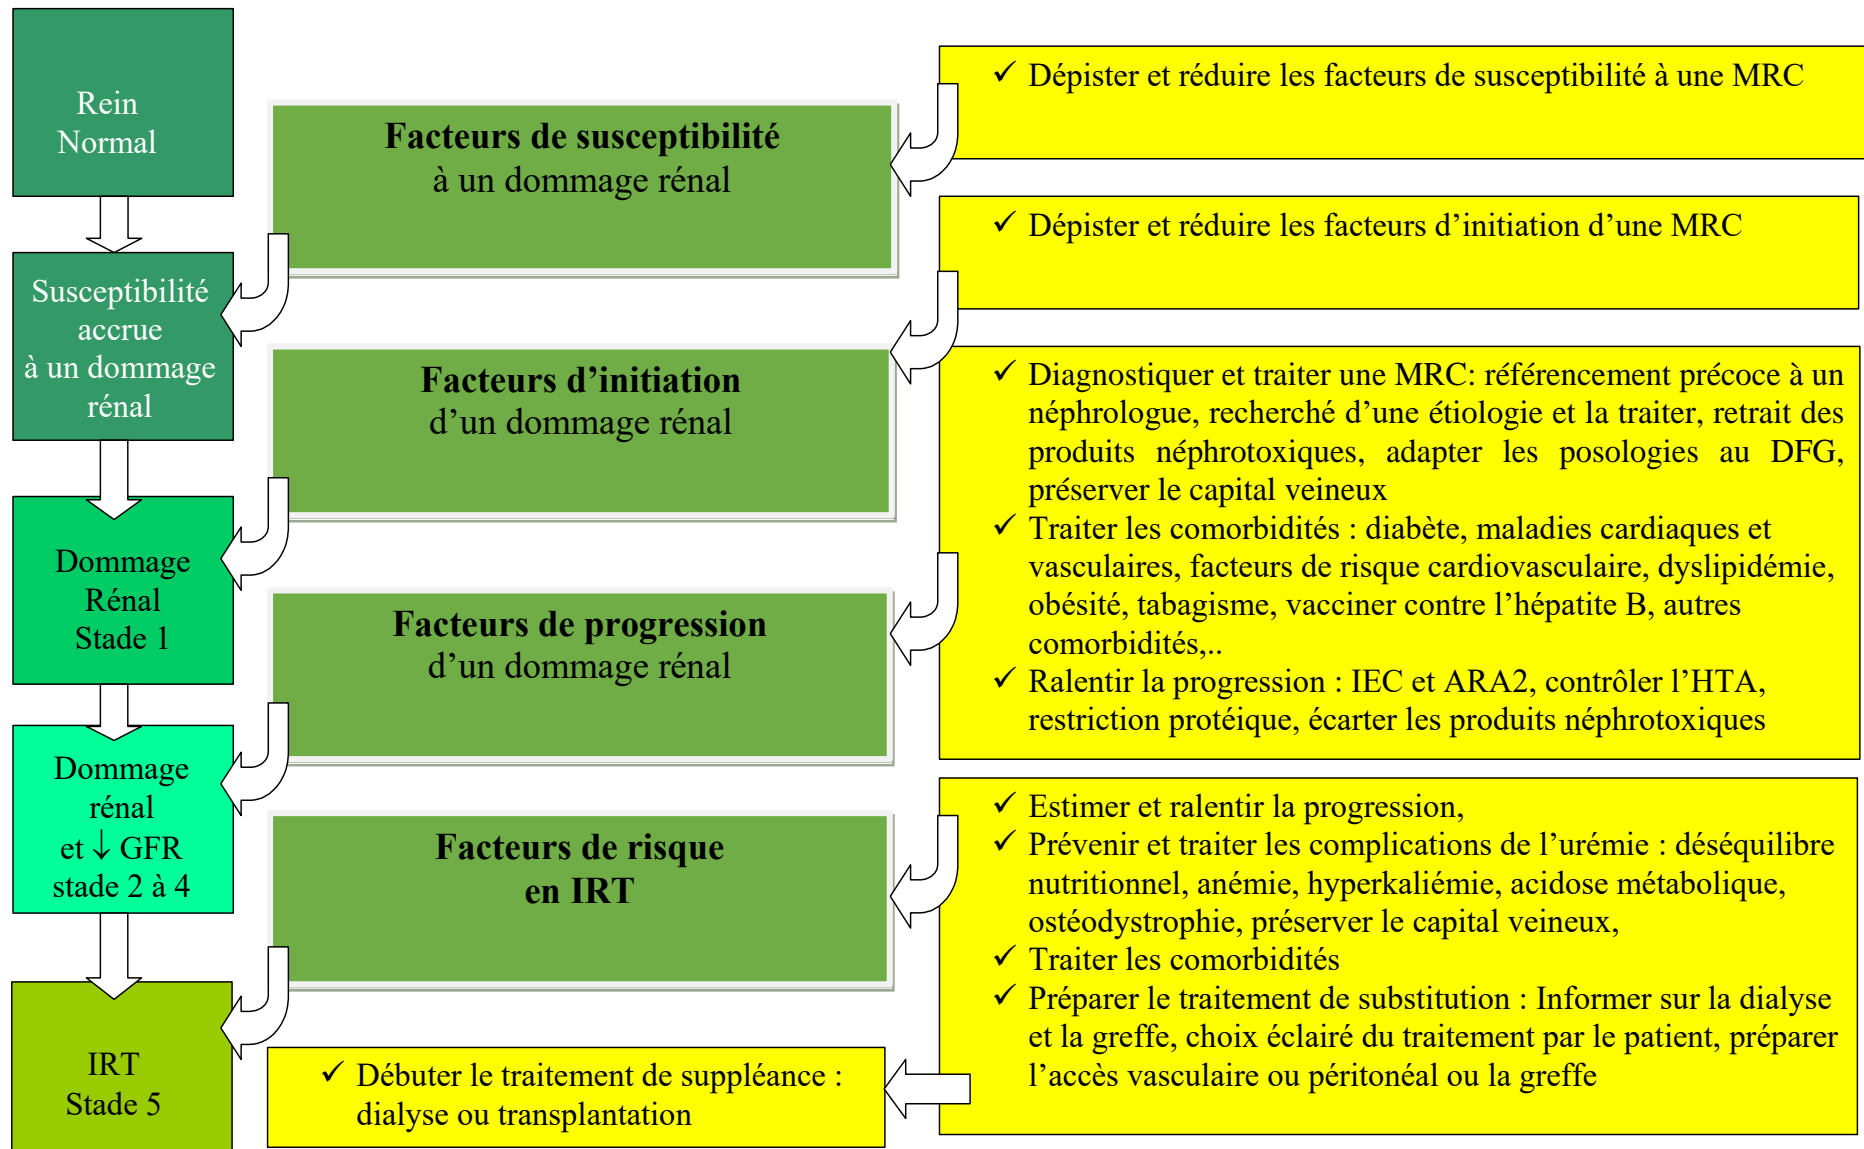 Rein
Normal
Susceptibilité
accrue
à un dommage
rénal
Dommage
Rénal
Stade 1
Dommage
rénal
et ↓ GFR
stade 2 à 4
IRT
Stade 5
Facteurs de susceptibilité
à un dommage rénal
Facteurs d’initiation
d’un dommage rénal
Facteurs de progression
d’un dommage rénal
Facteurs de risque
en IRT
✓ Débuter le traitement de suppléance :
dialyse ou transplantation
✓ Dépister et réduire les facteurs de susceptibilité à une MRC
✓ Dépister et réduire les facteurs d’initiation d’une MRC
✓ Diagnostiquer et traiter une MRC: référencement précoce à un
néphrologue, recherché d’une étiologie et la traiter, retrait des
produits néphrotoxiques, adapter les posologies au DFG,
préserver le capital veineux
✓ Traiter les comorbidités : diabète, maladies cardiaques et
vasculaires, facteurs de risque cardiovasculaire, dyslipidémie,
obésité, tabagisme, vacciner contre l’hépatite B, autres
comorbidités,..
✓ Ralentir la progression : IEC et ARA2, contrôler l’HTA,
restriction protéique, écarter les produits néphrotoxiques
✓ Estimer et ralentir la progression,
✓ Prévenir et traiter les complications de l’urémie : déséquilibre
nutritionnel, anémie, hyperkaliémie, acidose métabolique,
ostéodystrophie, préserver le capital veineux,
✓ Traiter les comorbidités
✓ Préparer le traitement de substitution : Informer sur la dialyse
et la greffe, choix éclairé du traitement par le patient, préparer
l’accès vasculaire ou péritonéal ou la greffe